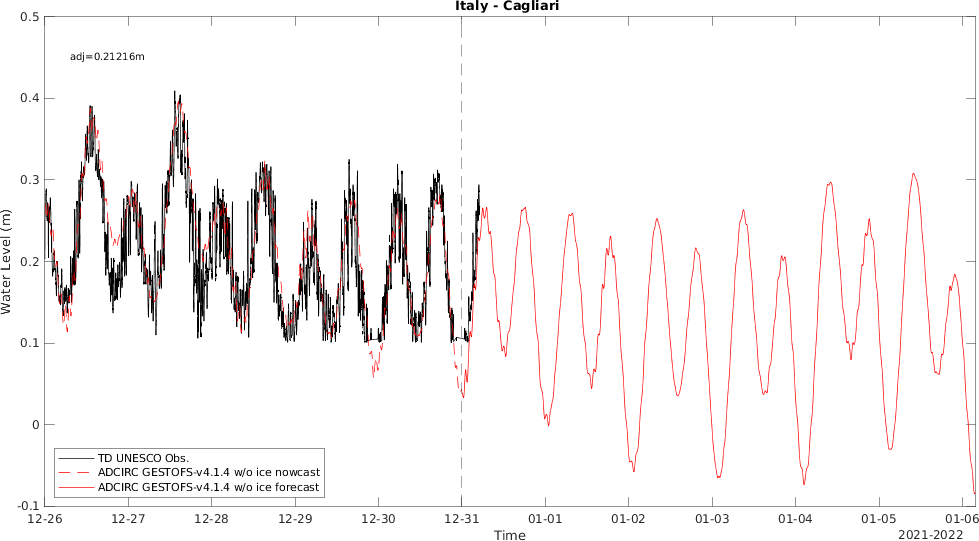 Italy - Cagliari
adj=0.21216m
0.5
0.4
0.3
0.2
0.1
0
-0.1
Water Level (m)
TD UNESCO Obs.
ADCIRC GESTOFS-v4.1.4 w/o ice nowcast
ADCIRC GESTOFS-v4.1.4 w/o ice forecast
12-26 12-27 12-28 12-29 12-30 12-31 01-01 01-02 01-03 01-04 01-05 01-06
Time
2021-2022